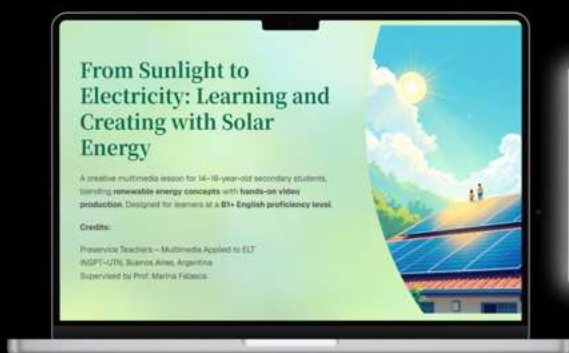 From Sunlight to
Electricity: Learning and
Creating with Solar
Energy
A creative multimedia lesson for 14–16-year-old secondary students,
blending renewable energy concepts with hands-on video
production. Designed for learners at a B1+ English proficiency level.
Credits:
Preservice Teachers – Multimedia Applied to ELT
INSPT–UTN, Buenos Aires, Argentina
Supervised by Prof. Marina Falasca